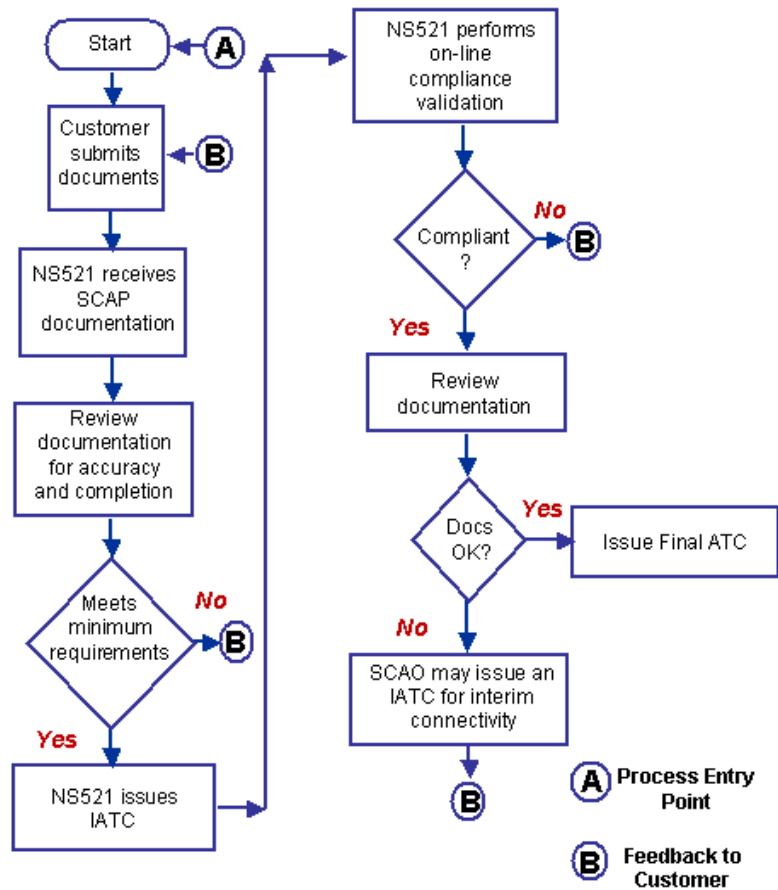 Start
A
Customer
submits
documents
B
NS521 receives
SCAP
documentation
Review
documentation
for accuracy
and completion
Meets
minimum
requirements
No
B
Yes
NS521 issues
IATC
NS521 performs
on-line
compliance
validation
Compliant
?
No
B
Yes
Review
documentation
Docs
OK?
Yes
Issue Final ATC
No
SCAO may issue an
IATC for interim
connectivity
B
A Process Entry
Point
B Feedback to
Customer